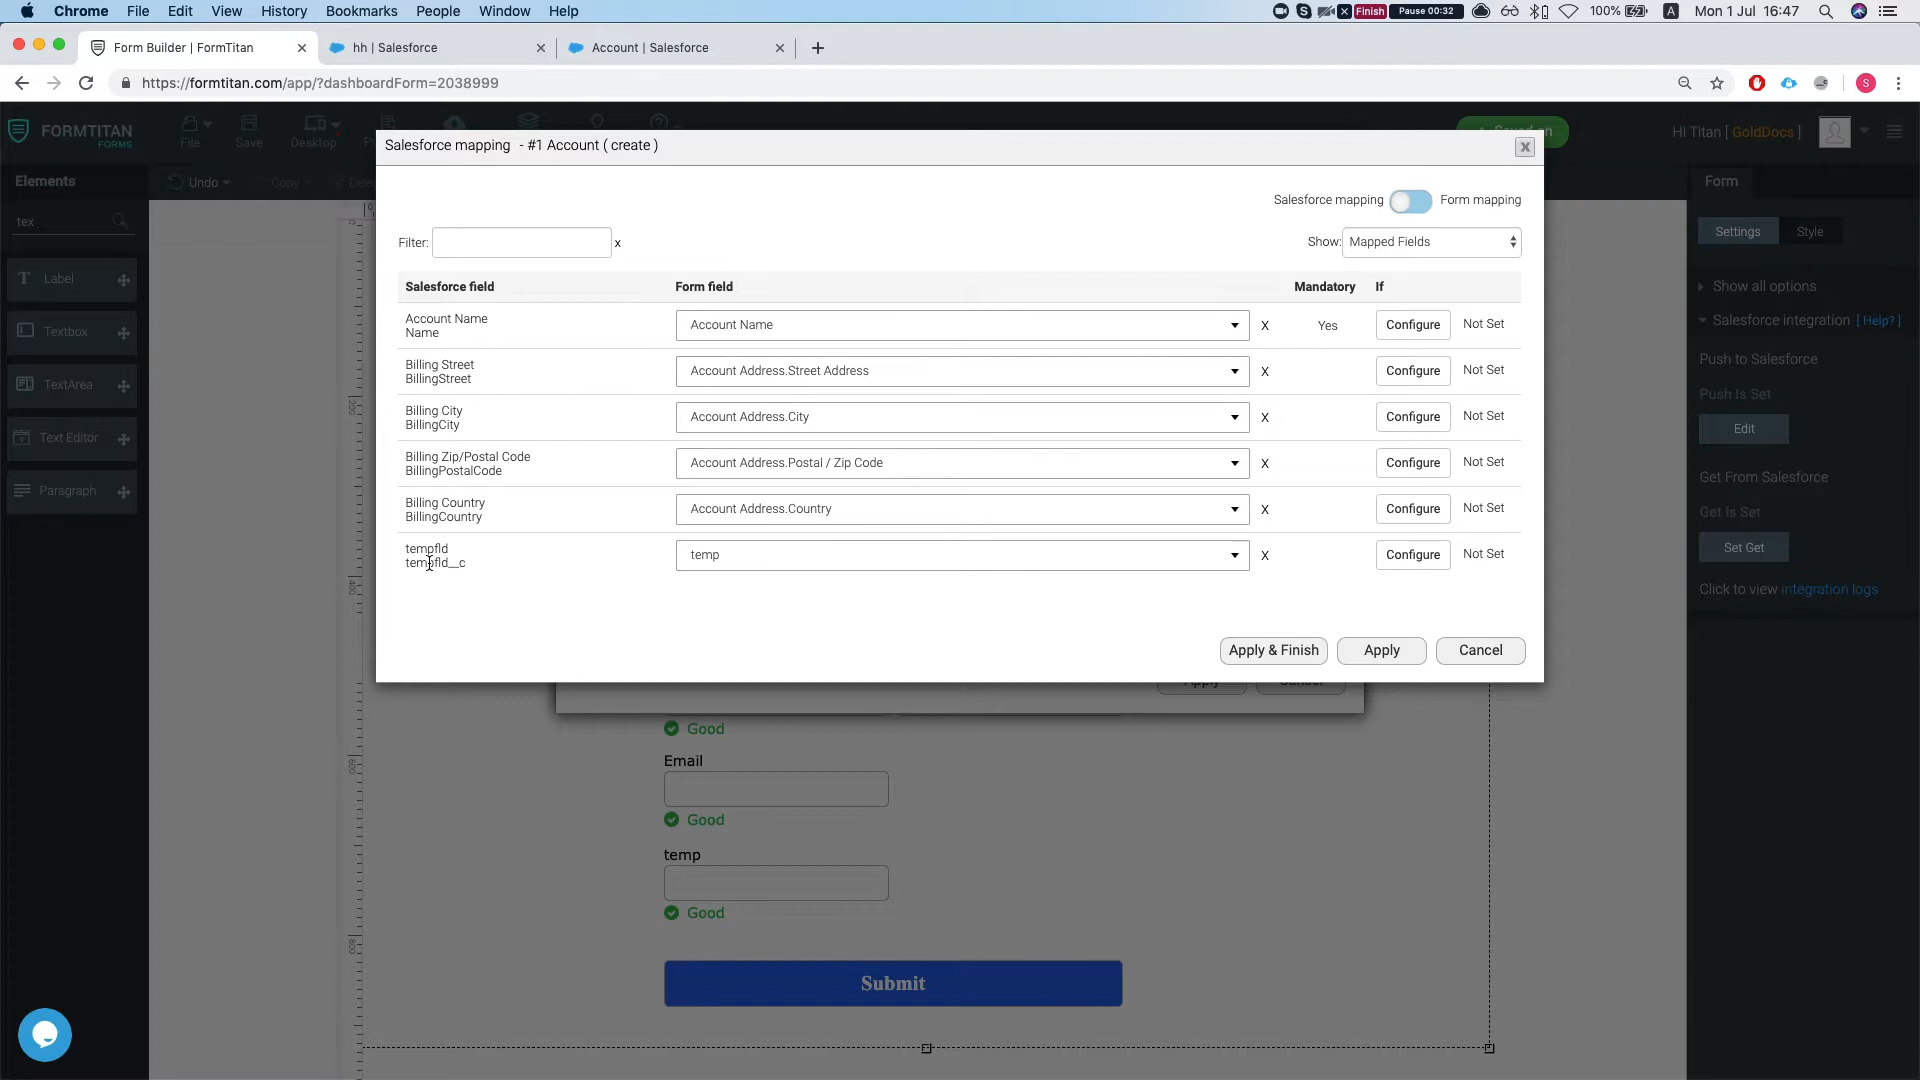 Chrome File Edit View History Bookmarks People Window Help
Finish Pause 00:32 100% A Mon 1 Jul 16:47
Form Builder | FormTitan
hh | Salesforce
Account | Salesforce
https://formtitan.com/app/?dashboardForm=2038999
S
FORMTITAN
FORMS
File Save Desktop
Saved
Hi Titan [ GoldDocs ]
Elements
Undo Copy
Form
tex
Settings Style
Label
Textbox
TextArea
Text Editor
Paragraph
Show all options
Salesforce integration [ Help? ]
Push to Salesforce
Push Is Set
Edit
Get From Salesforce
Get Is Set
Set Get
Click to view integration logs
Salesforce mapping - #1 Account ( create )
X
Salesforce mapping Form mapping
Filter: x
Show: Mapped Fields
Salesforce field Form field Mandatory If
Account Name
Name
Account Name X Yes Configure Not Set
Billing Street
BillingStreet
Account Address.Street Address X Configure Not Set
Billing City
BillingCity
Account Address.City X Configure Not Set
Billing Zip/Postal Code
BillingPostalCode
Account Address.Postal / Zip Code X Configure Not Set
Billing Country
BillingCountry
Account Address.Country X Configure Not Set
tempfld
tempfld__c
temp X Configure Not Set
Apply & Finish Apply Cancel
Apply Cancel
Good
Email
Good
temp
Good
Submit
200
400
600
800